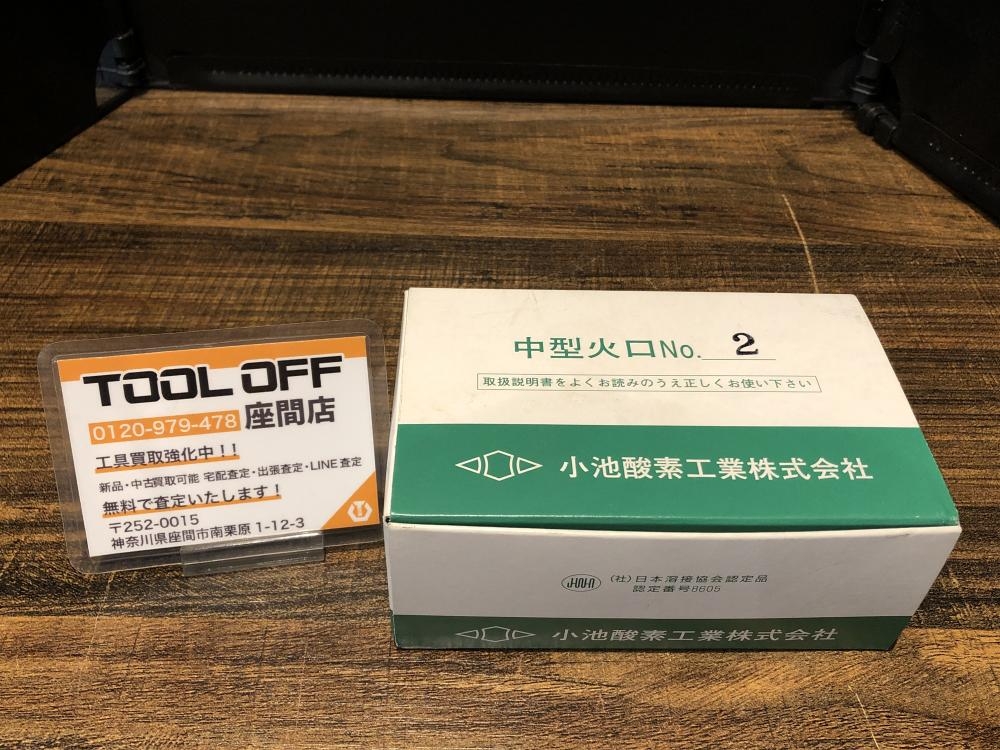 TOOL OFF
0120-979-478 座間店
工具買取強化中!!
新品・中古買取可能 宅配査定・出張査定・LINE査定
無料で査定いたします!
〒252-0015
神奈川県座間市南栗原 1-12-3
中型火口No. 2
取扱説明書をよくお読みのうえ正しくお使い下さい
小池酸素工業株式会社
(社)日本溶接協会認定品
認定番号8605
小池酸素工業株式会社